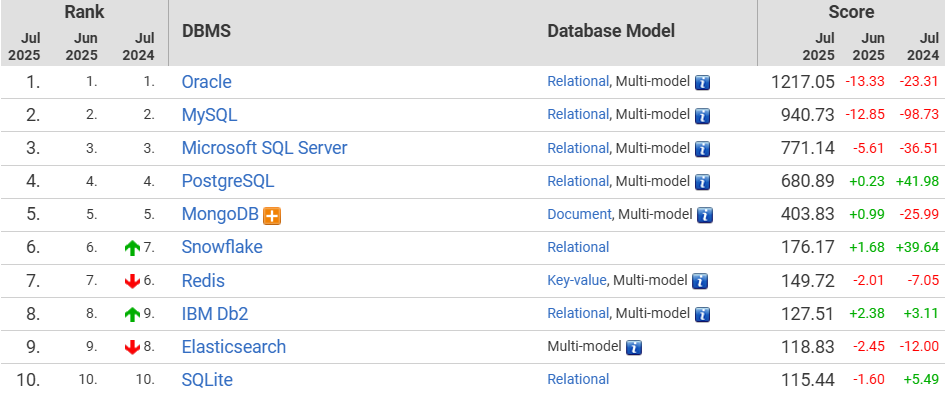 Rank DBMS Database Model Score
Jul 2025 Jun 2025 Jul 2024 Jul 2025 Jun 2025 Jul 2024
1. 1. 1. Oracle Relational, Multi-model i 1217.05 -13.33 -23.31
2. 2. 2. MySQL Relational, Multi-model i 940.73 -12.85 -98.73
3. 3. 3. Microsoft SQL Server Relational, Multi-model i 771.14 -5.61 -36.51
4. 4. 4. PostgreSQL Relational, Multi-model i 680.89 +0.23 +41.98
5. 5. 5. MongoDB Document, Multi-model i 403.83 +0.99 -25.99
6. 6. 7. Snowflake Relational 176.17 +1.68 +39.64
7. 7. 6. Redis Key-value, Multi-model i 149.72 -2.01 -7.05
8. 8. 9. IBM Db2 Relational, Multi-model i 127.51 +2.38 +3.11
9. 9. 8. Elasticsearch Multi-model i 118.83 -2.45 -12.00
10. 10. 10. SQLite Relational 115.44 -1.60 +5.49